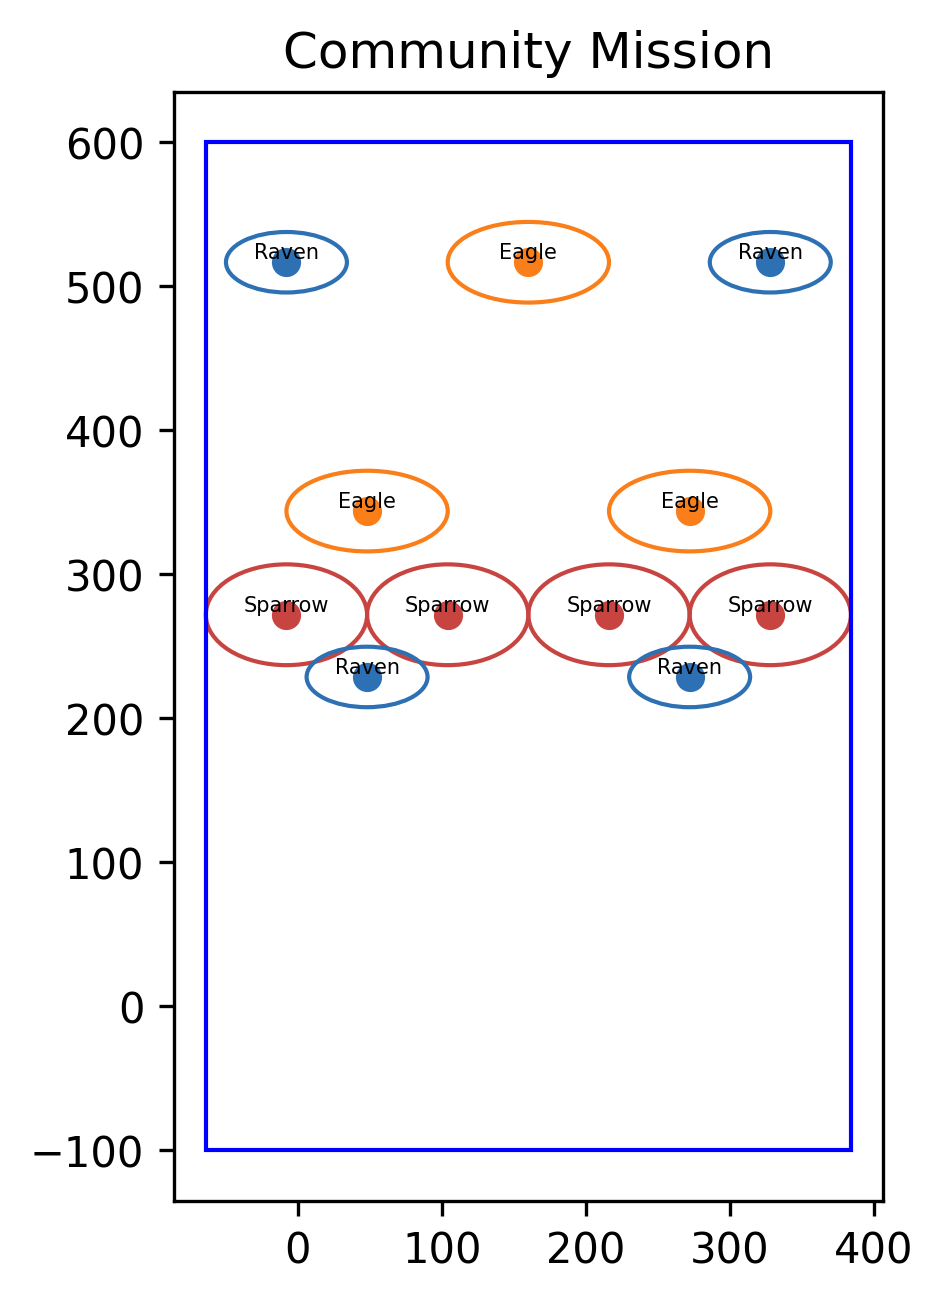 Community Mission
600
Raven Eagle Raven
500
400
Eagle Eagle
300
Sparrow Sparrow Sparrow Sparrow
Raven Raven
200
100
0
−100
0 100 200 300 400